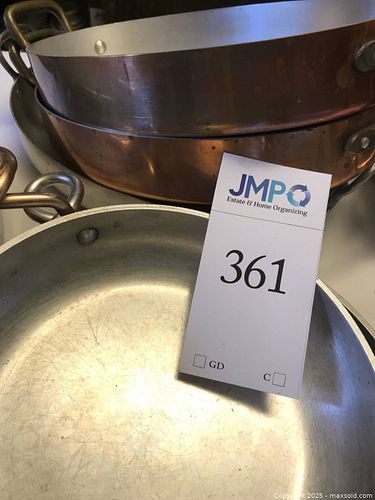 JMPO
Estate & Home Organizing
361
GD C
Copyright 2025 - maxsold.com